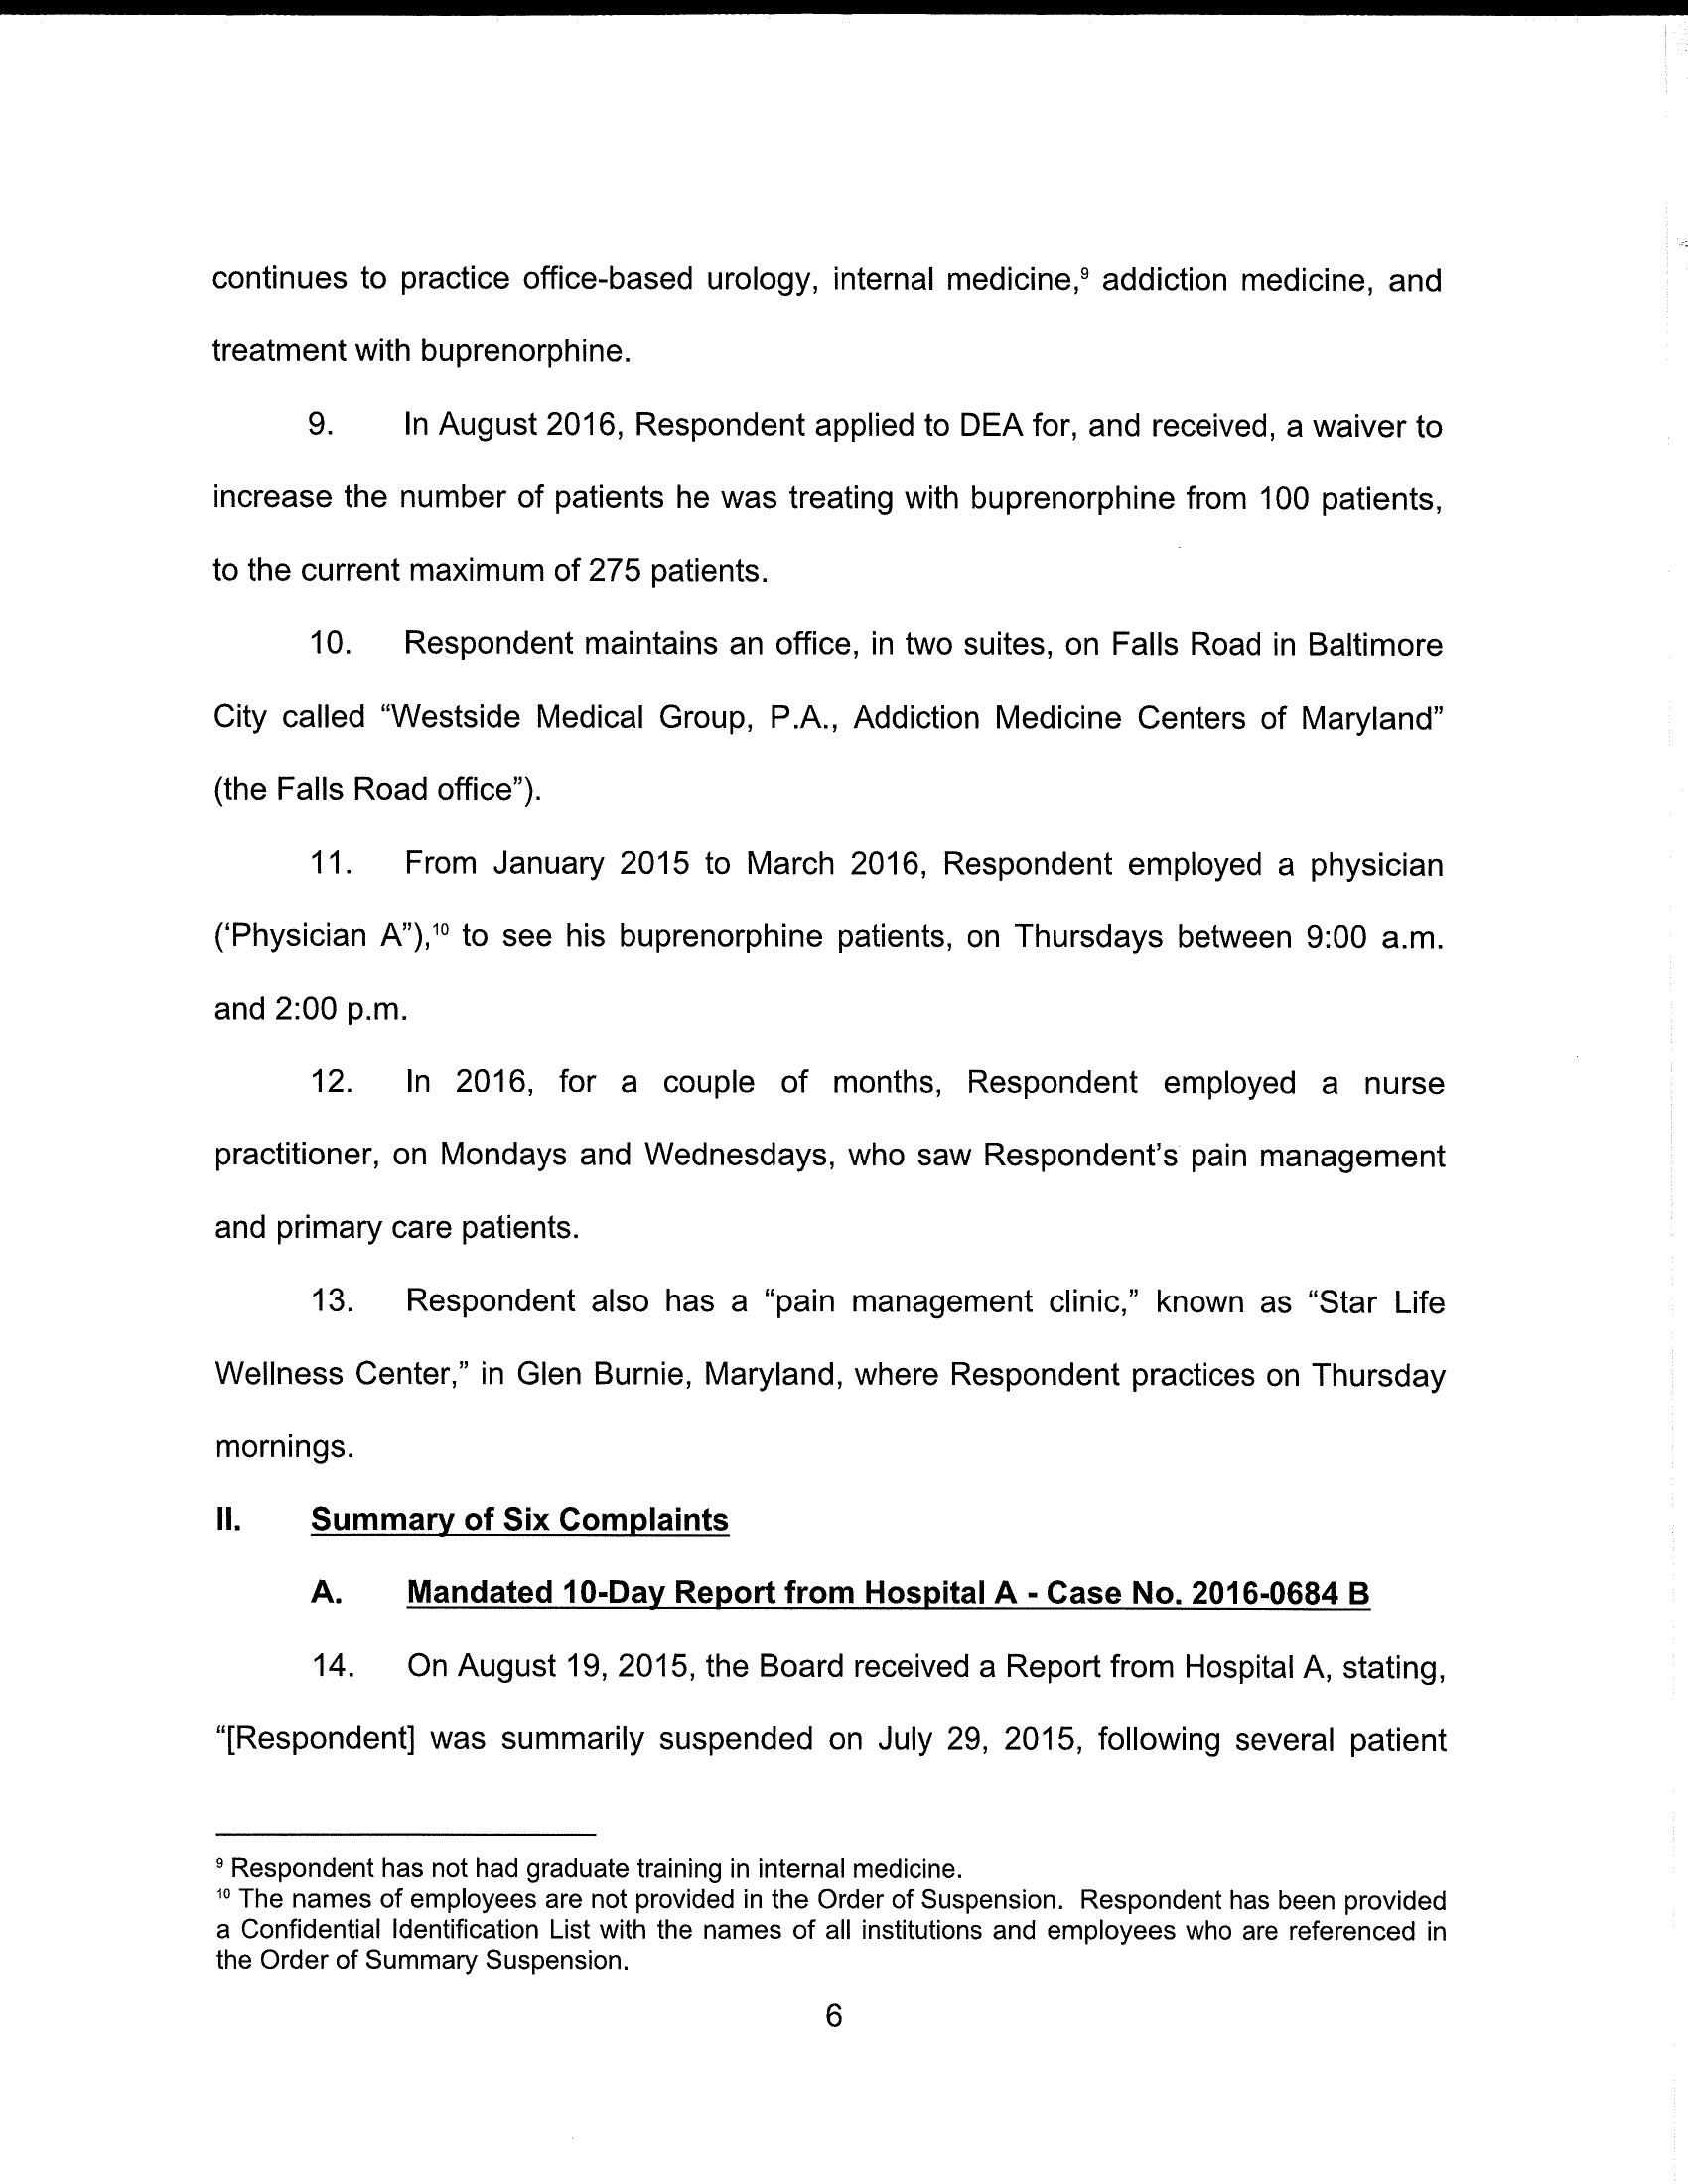 continues to practice office-based urology, internal medicine,⁹ addiction medicine, and
treatment with buprenorphine.
9. In August 2016, Respondent applied to DEA for, and received, a waiver to
increase the number of patients he was treating with buprenorphine from 100 patients,
to the current maximum of 275 patients.
10. Respondent maintains an office, in two suites, on Falls Road in Baltimore
City called “Westside Medical Group, P.A., Addiction Medicine Centers of Maryland”
(the Falls Road office”).
11. From January 2015 to March 2016, Respondent employed a physician
(‘Physician A”),¹⁰ to see his buprenorphine patients, on Thursdays between 9:00 a.m.
and 2:00 p.m.
12. In 2016, for a couple of months, Respondent employed a nurse
practitioner, on Mondays and Wednesdays, who saw Respondent’s pain management
and primary care patients.
13. Respondent also has a “pain management clinic,” known as “Star Life
Wellness Center,” in Glen Burnie, Maryland, where Respondent practices on Thursday
mornings.
II. Summary of Six Complaints
A. Mandated 10-Day Report from Hospital A - Case No. 2016-0684 B
14. On August 19, 2015, the Board received a Report from Hospital A, stating,
“[Respondent] was summarily suspended on July 29, 2015, following several patient
⁹ Respondent has not had graduate training in internal medicine.
¹⁰ The names of employees are not provided in the Order of Suspension. Respondent has been provided
a Confidential Identification List with the names of all institutions and employees who are referenced in
the Order of Summary Suspension.
6